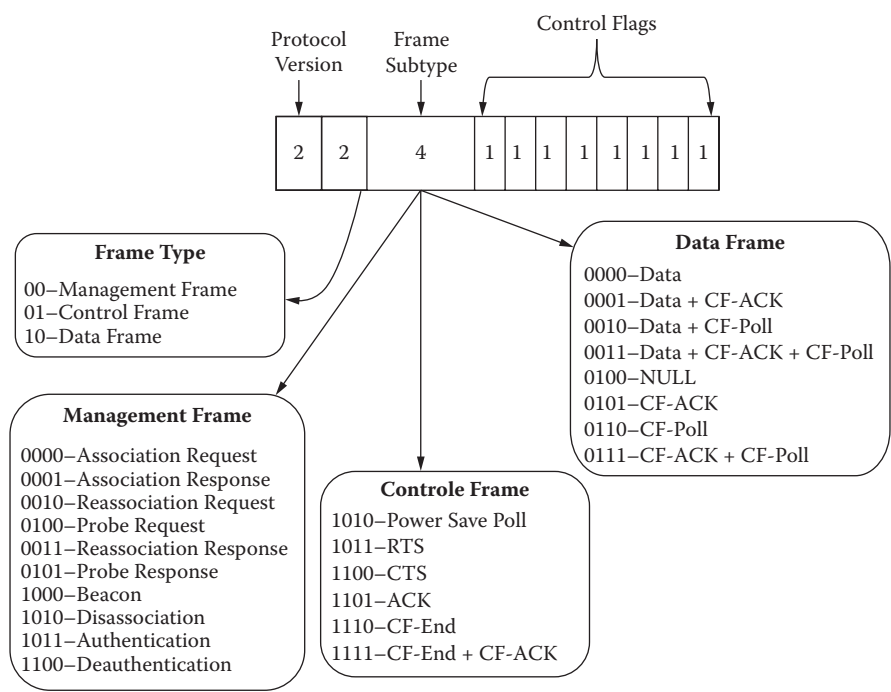 Protocol
Version
Frame
Subtype
Control Flags
2 2 4 1 1 1 1 1 1 1 1
Frame Type
00–Management Frame
01–Control Frame
10–Data Frame
Data Frame
0000–Data
0001–Data + CF-ACK
0010–Data + CF-Poll
0011–Data + CF-ACK + CF-Poll
0100–NULL
0101–CF-ACK
0110–CF-Poll
0111–CF-ACK + CF-Poll
Management Frame
0000–Association Request
0001–Association Response
0010–Reassociation Request
0100–Probe Request
0011–Reassociation Response
0101–Probe Response
1000–Beacon
1010–Disassociation
1011–Authentication
1100–Deauthentication
Controle Frame
1010–Power Save Poll
1011–RTS
1100–CTS
1101–ACK
1110–CF-End
1111–CF-End + CF-ACK